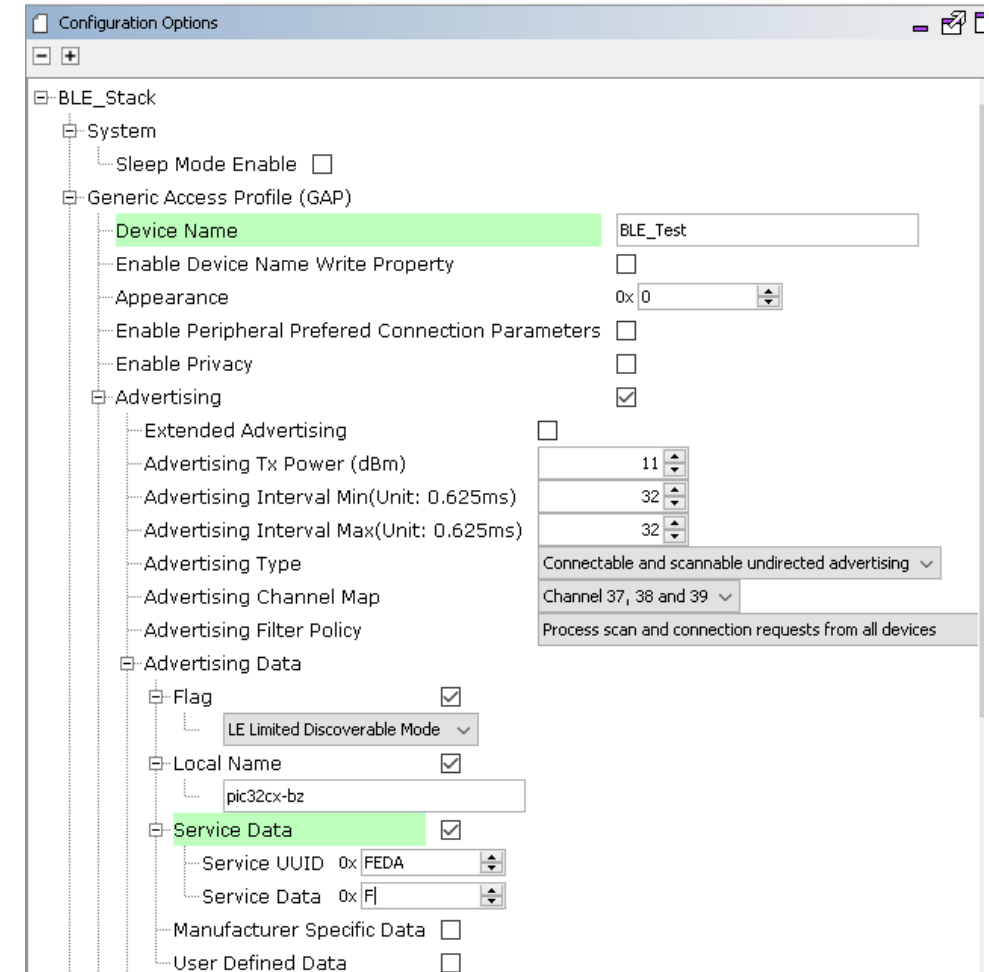 Configuration Options
BLE_Stack
System
Sleep Mode Enable
Generic Access Profile (GAP)
Device Name BLE_Test
Enable Device Name Write Property
Appearance 0x 0
Enable Peripheral Prefered Connection Parameters
Enable Privacy
Advertising
Extended Advertising
Advertising Tx Power (dBm) 11
Advertising Interval Min(Unit: 0.625ms) 32
Advertising Interval Max(Unit: 0.625ms) 32
Advertising Type Connectable and scannable undirected advertising
Advertising Channel Map Channel 37, 38 and 39
Advertising Filter Policy Process scan and connection requests from all devices
Advertising Data
Flag
LE Limited Discoverable Mode
Local Name
pic32cx-bz
Service Data
Service UUID 0x FEDA
Service Data 0x F
Manufacturer Specific Data
User Defined Data